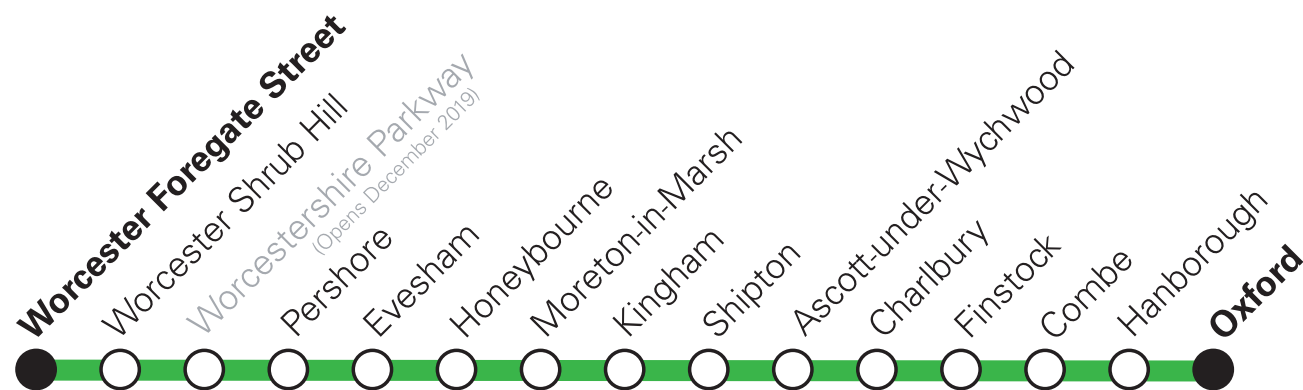 Worcester Foregate Street
Worcester Shrub Hill
Worcestershire Parkway
(Opens December 2019)
Pershore
Evesham
Honeybourne
Moreton-in-Marsh
Kingham
Shipton
Ascott-under-Wychwood
Charlbury
Finstock
Combe
Hanborough
Oxford